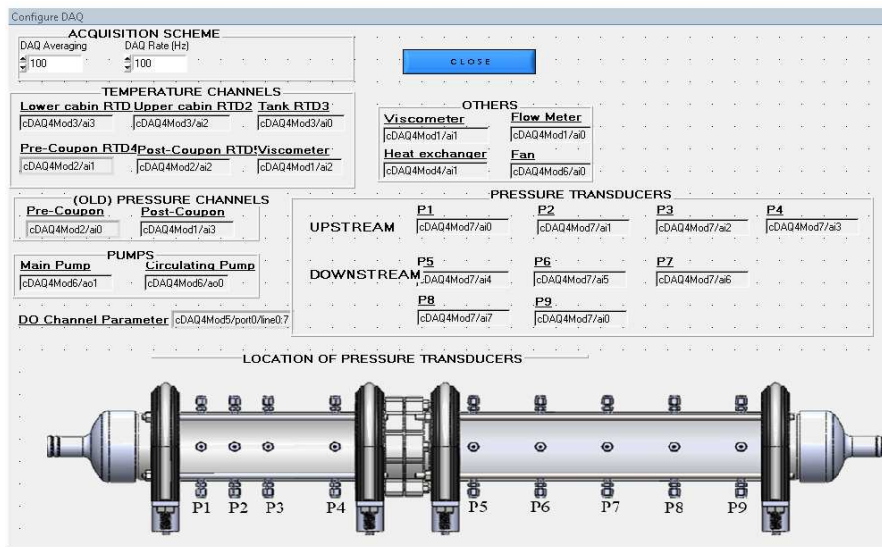 Configure DAQ
ACQUISITION SCHEME
DAQ Averaging DAQ Rate (Hz)
100 100
CLOSE
TEMPERATURE CHANNELS
Lower cabin RTD Upper cabin RTD2 Tank RTD3
cDAQ4Mod3/ai3 cDAQ4Mod3/ai2 cDAQ4Mod3/ai0
Pre-Coupon RTD4 Post-Coupon RTD5 Viscometer
cDAQ4Mod2/ai1 cDAQ4Mod2/ai2 cDAQ4Mod1/ai2
OTHERS
Viscometer Flow Meter
cDAQ4Mod1/ai1 cDAQ4Mod1/ai0
Heat exchanger Fan
cDAQ4Mod4/ai1 cDAQ4Mod6/ao0
(OLD) PRESSURE CHANNELS
Pre-Coupon Post-Coupon
cDAQ4Mod2/ai0 cDAQ4Mod1/ai3
PUMPS
Main Pump Circulating Pump
cDAQ4Mod6/ao1 cDAQ4Mod6/ao0
DO Channel Parameter cDAQ4Mod5/port0/line0:7
PRESSURE TRANSDUCERS
P1 P2 P3 P4
UPSTREAM cDAQ4Mod7/ai0 cDAQ4Mod7/ai1 cDAQ4Mod7/ai2 cDAQ4Mod7/ai3
P5 P6 P7
DOWNSTREAM cDAQ4Mod7/ai4 cDAQ4Mod7/ai5 cDAQ4Mod7/ai6
P8 P9
cDAQ4Mod7/ai7 cDAQ4Mod7/ai0
LOCATION OF PRESSURE TRANSDUCERS
P1 P2 P3 P4 P5 P6 P7 P8 P9